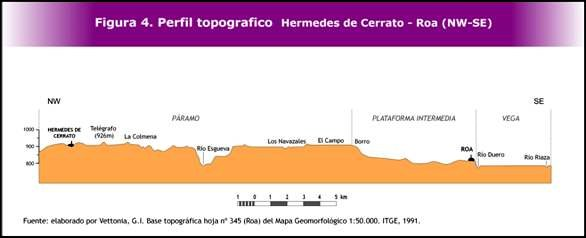 Figura 4. Perfil topografico Hermedes de Cerrato - Roa (NW-SE)
NW
SE
PÁRAMO
PLATAFORMA INTERMEDIA
VEGA
HERMEDES DE
CERRATO
Telégrafo
(926m)
La Colmena
Río Esgueva
Los Navazales
El Campo
Borro
ROA
Río Duero
Río Riaza
1000
900
800
1 0 1 2 3 4 5 km
Fuente: elaborado por Vettonia, G.I. Base topográfica hoja nº 345 (Roa) del Mapa Geomorfológico 1:50.000. ITGE, 1991.